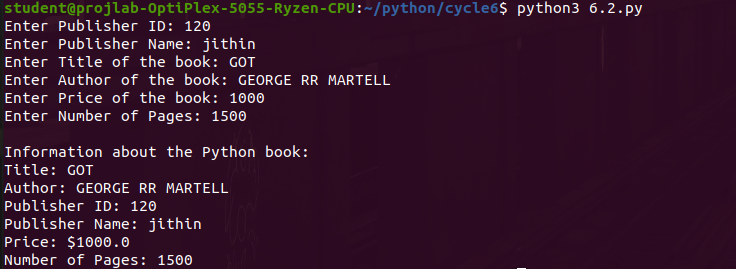 student@projlab-OptiPlex-5055-Ryzen-CPU:~/python/cycle6$ python3 6.2.py
Enter Publisher ID: 120
Enter Publisher Name: jithin
Enter Title of the book: GOT
Enter Author of the book: GEORGE RR MARTELL
Enter Price of the book: 1000
Enter Number of Pages: 1500

Information about the Python book:
Title: GOT
Author: GEORGE RR MARTELL
Publisher ID: 120
Publisher Name: jithin
Price: $1000.0
Number of Pages: 1500